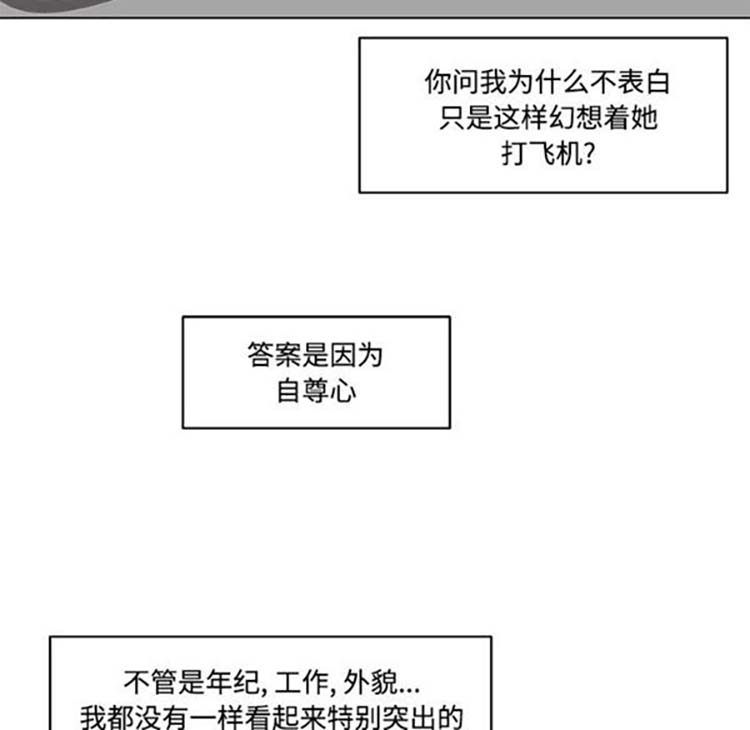 你问我为什么不表白
只是这样幻想着她
打飞机?
答案是因为
自尊心
不管是年纪, 工作, 外貌...
我都没有一样看起来特别突出的